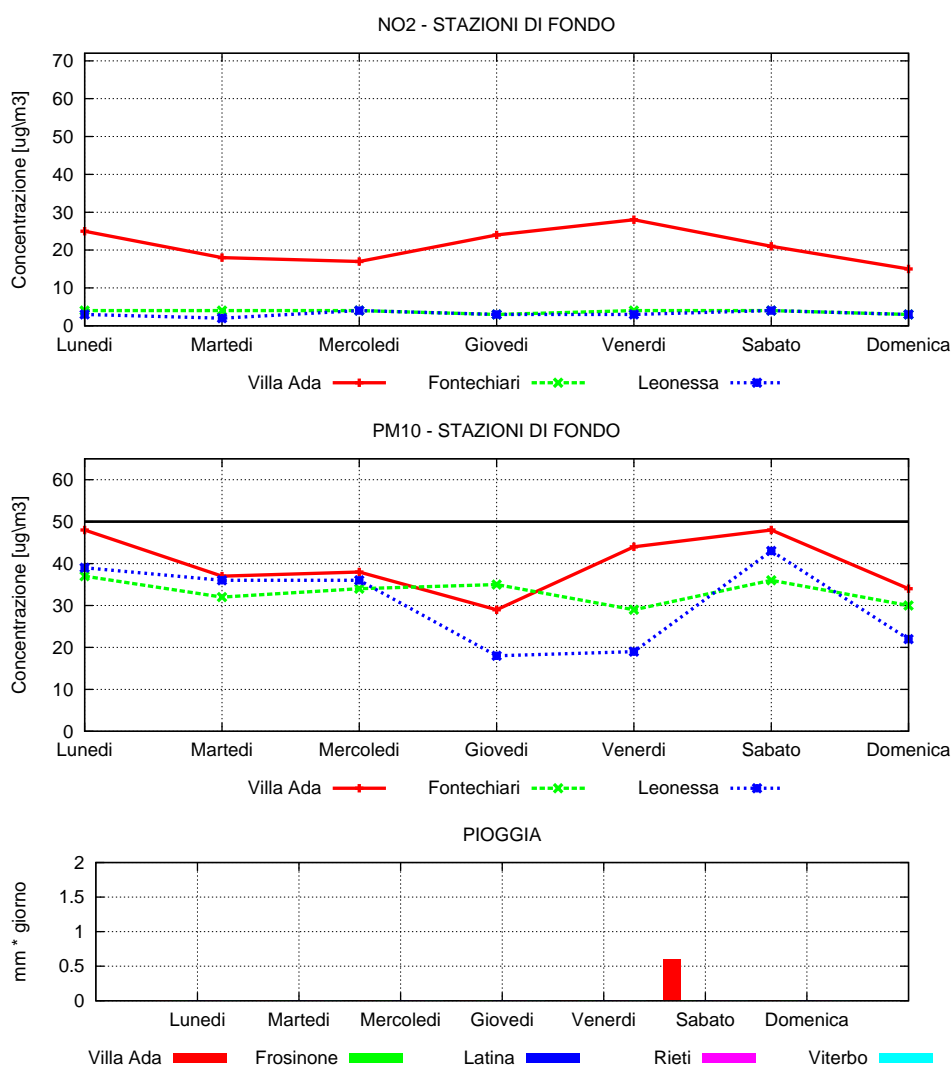 NO2 - STAZIONI DI FONDO
Concentrazione [ug\m3]
70
60
50
40
30
20
10
0
Lunedi Martedi Mercoledi Giovedi Venerdi Sabato Domenica
Villa Ada Fontechiari Leonessa
PM10 - STAZIONI DI FONDO
Concentrazione [ug\m3]
60
50
40
30
20
10
0
Lunedi Martedi Mercoledi Giovedi Venerdi Sabato Domenica
Villa Ada Fontechiari Leonessa
PIOGGIA
mm * giorno
2
1.5
1
0.5
0
Lunedi Martedi Mercoledi Giovedi Venerdi Sabato Domenica
Villa Ada Frosinone Latina Rieti Viterbo